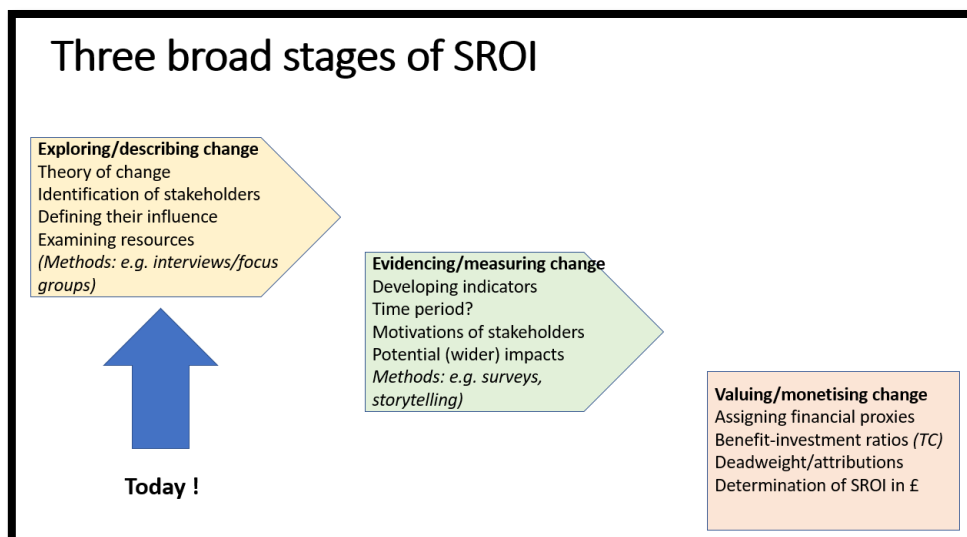 Three broad stages of SROI
Exploring/describing change
Theory of change
Identification of stakeholders
Defining their influence
Examining resources
(Methods: e.g. interviews/focus
groups)
Today !
Evidencing/measuring change
Developing indicators
Time period?
Motivations of stakeholders
Potential (wider) impacts
Methods: e.g. surveys,
storytelling)
Valuing/monetising change
Assigning financial proxies
Benefit-investment ratios (TC)
Deadweight/attributions
Determination of SROI in £